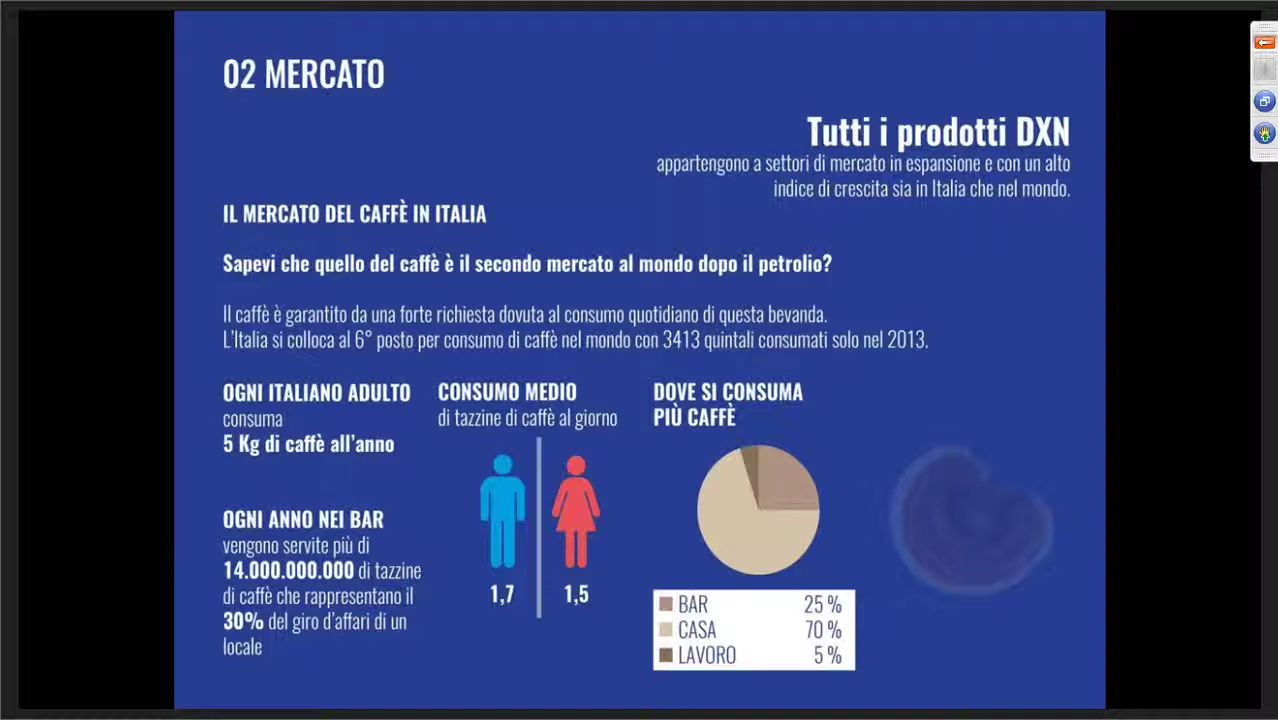 02 MERCATO
Tutti i prodotti DXN
appartengono a settori di mercato in espansione e con un alto
indice di crescita sia in Italia che nel mondo.
IL MERCATO DEL CAFFÈ IN ITALIA
Sapevi che quello del caffè è il secondo mercato al mondo dopo il petrolio?
Il caffè è garantito da una forte richiesta dovuta al consumo quotidiano di questa bevanda.
L'Italia si colloca al 6° posto per consumo di caffè nel mondo con 3413 quintali consumati solo nel 2013.
OGNI ITALIANO ADULTO
consuma
5 Kg di caffè all'anno
OGNI ANNO NEI BAR
vengono servite più di
14.000.000.000 di tazzine
di caffè che rappresentano il
30% del giro d'affari di un
locale
CONSUMO MEDIO
di tazzine di caffè al giorno
1,7 1,5
DOVE SI CONSUMA
PIÙ CAFFÈ
BAR 25 %
CASA 70 %
LAVORO 5 %